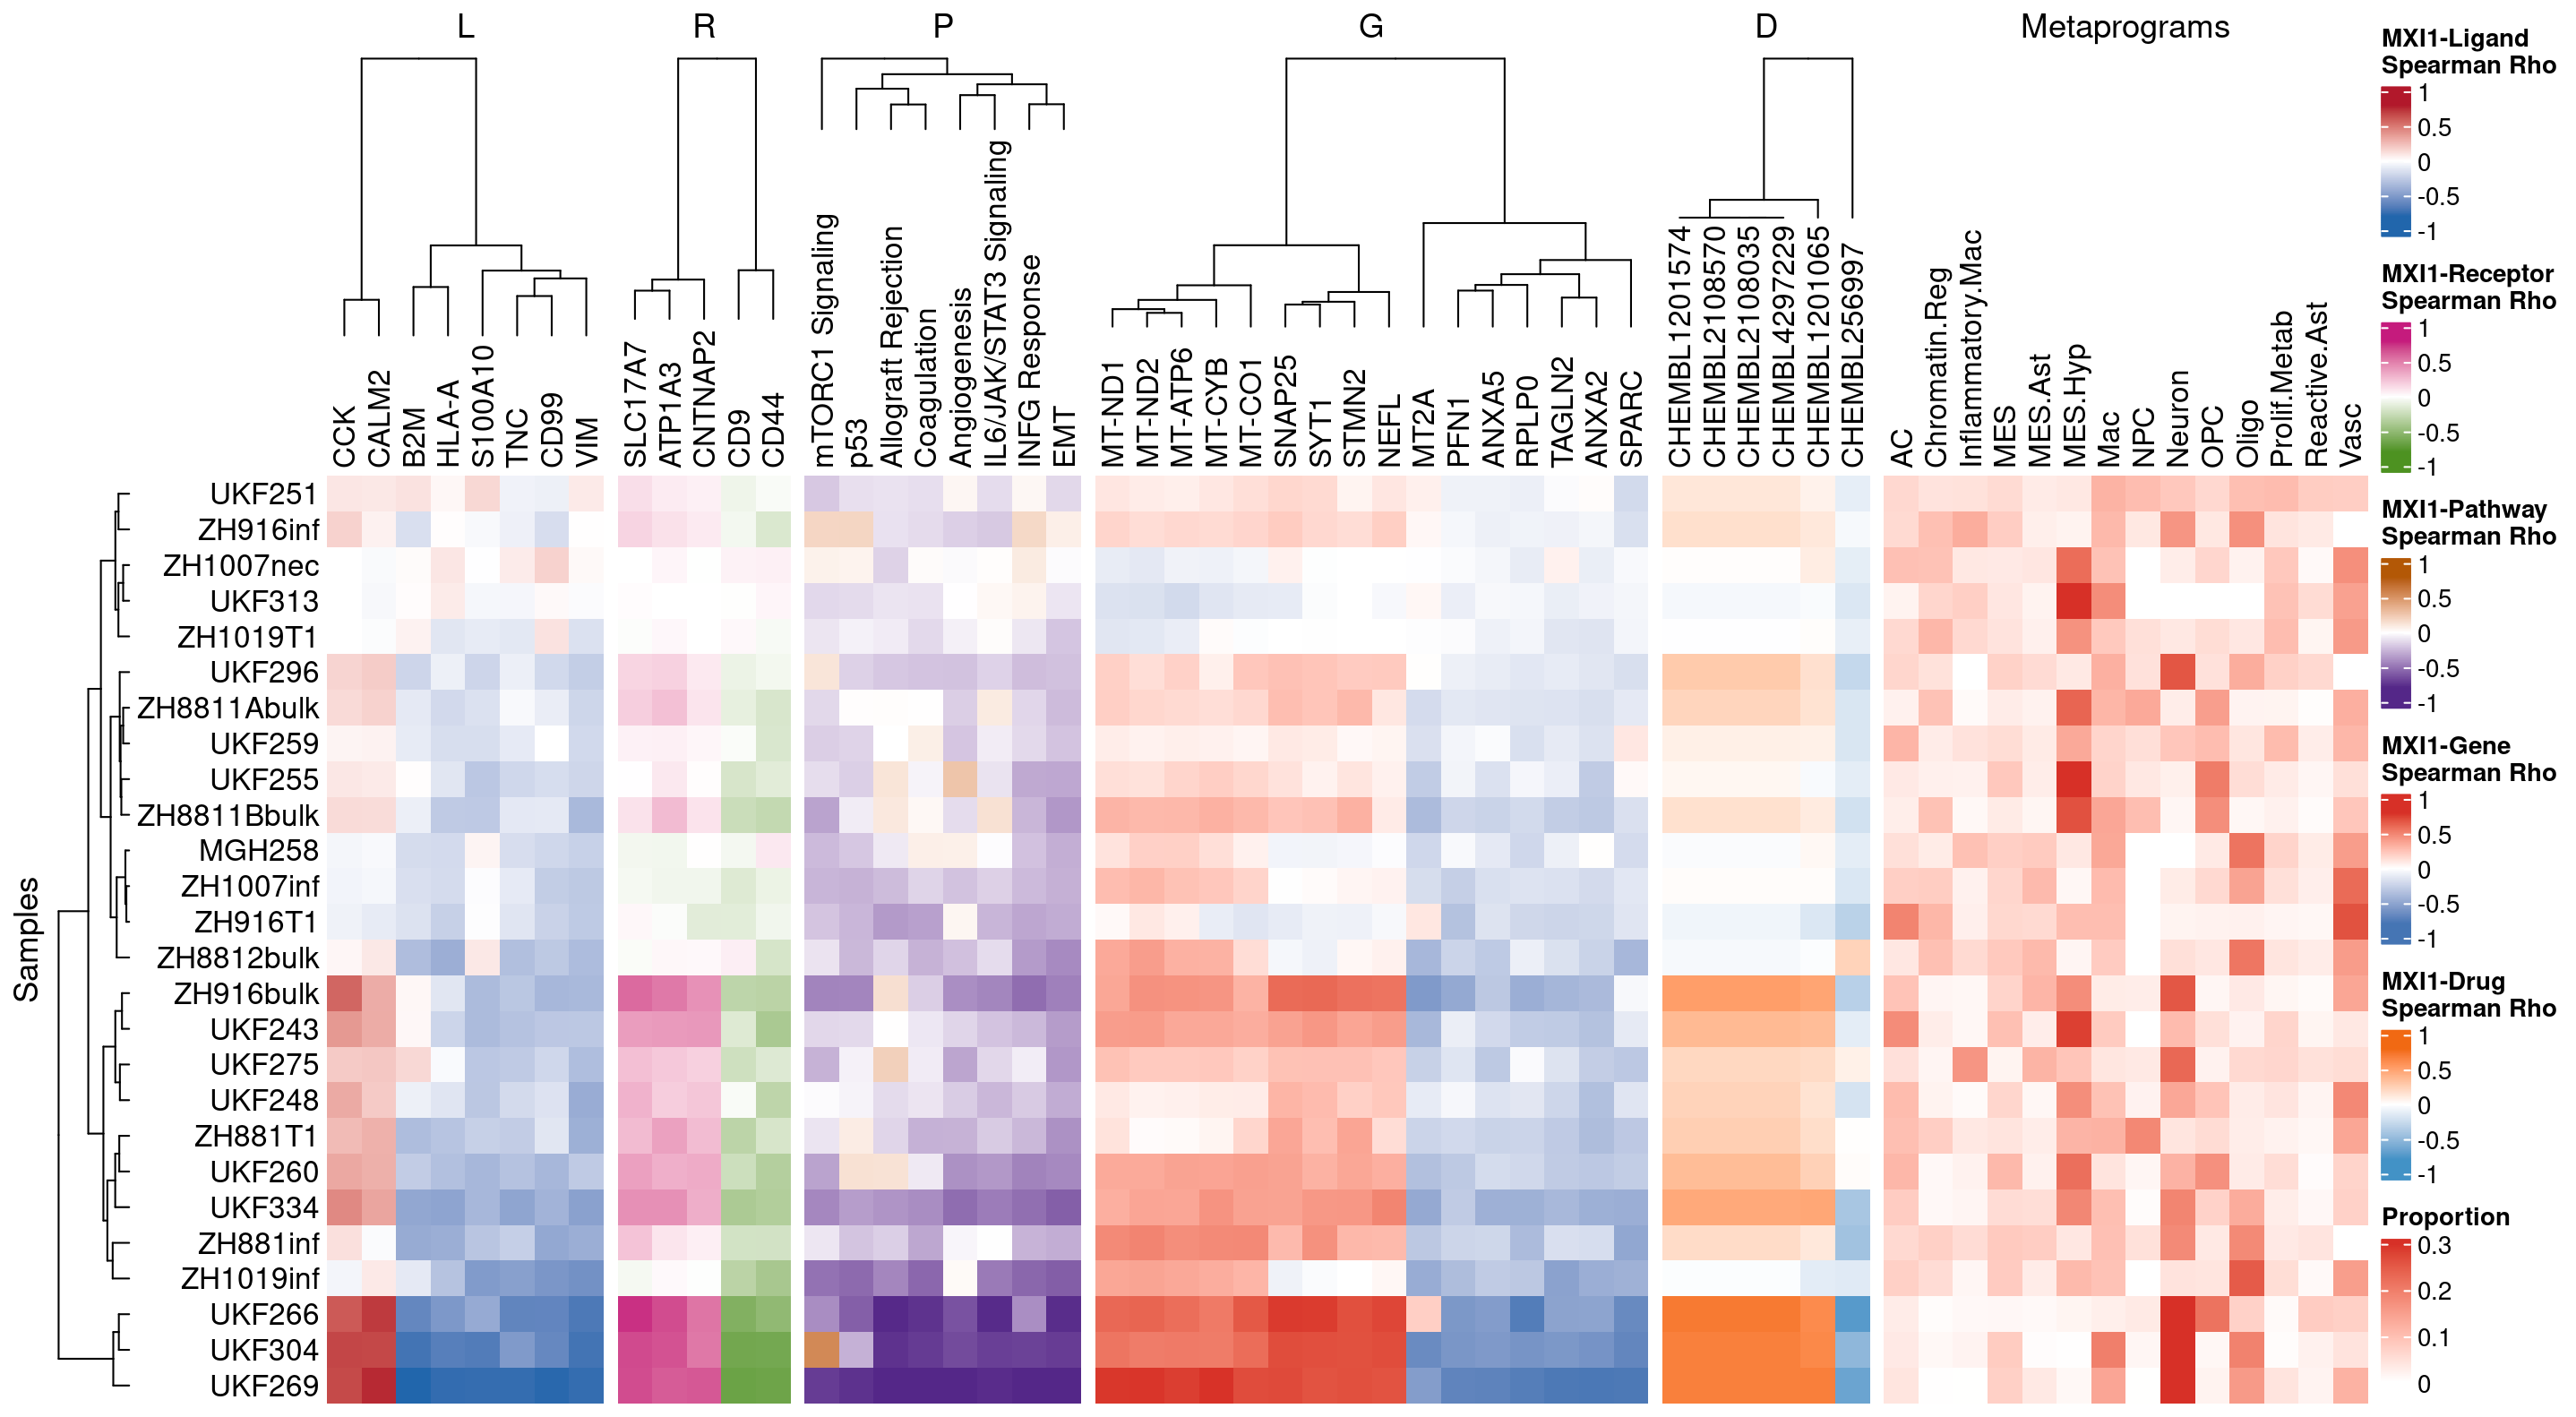 L
R
P
G
D
Metaprograms
CCK
CALM2
B2M
HLA-A
S100A10
TNC
CD99
VIM
SLC17A7
ATP1A3
CNTNAP2
CD9
CD44
mTORC1 Signaling
p53
Allograft Rejection
Coagulation
Angiogenesis
IL6/JAK/STAT3 Signaling
INFG Response
EMT
MT-ND1
MT-ND2
MT-ATP6
MT-CYB
MT-CO1
SNAP25
SYT1
STMN2
NEFL
MT2A
PFN1
ANXA5
RPLP0
TAGLN2
ANXA2
SPARC
CHEMBL1201574
CHEMBL2108570
CHEMBL2108035
CHEMBL4297229
CHEMBL1201065
CHEMBL256997
AC
Chromatin.Reg
Inflammatory.Mac
MES
MES.Ast
MES.Hyp
Mac
NPC
Neuron
OPC
Oligo
Prolif.Metab
Reactive.Ast
Vasc
Samples
UKF251
ZH916inf
ZH1007nec
UKF313
ZH1019T1
UKF296
ZH8811Abulk
UKF259
UKF255
ZH8811Bbulk
MGH258
ZH1007inf
ZH916T1
ZH8812bulk
ZH916bulk
UKF243
UKF275
UKF248
ZH881T1
UKF260
UKF334
ZH881inf
ZH1019inf
UKF266
UKF304
UKF269
MXI1-Ligand
Spearman Rho
1
0.5
0
-0.5
-1
MXI1-Receptor
Spearman Rho
1
0.5
0
-0.5
-1
MXI1-Pathway
Spearman Rho
1
0.5
0
-0.5
-1
MXI1-Gene
Spearman Rho
1
0.5
0
-0.5
-1
MXI1-Drug
Spearman Rho
1
0.5
0
-0.5
-1
Proportion
0.3
0.2
0.1
0